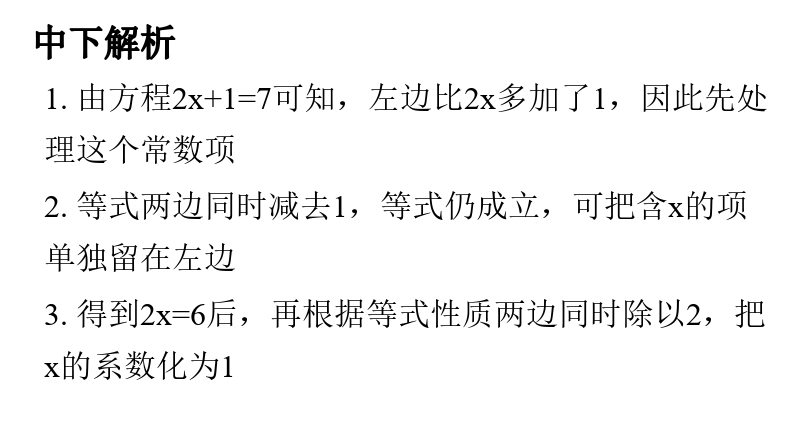 中下解析
1. 由方程2x+1=7可知，左边比2x多加了1，因此先处
理这个常数项
2. 等式两边同时减去1，等式仍成立，可把含x的项
单独留在左边
3. 得到2x=6后，再根据等式性质两边同时除以2，把
x的系数化为1